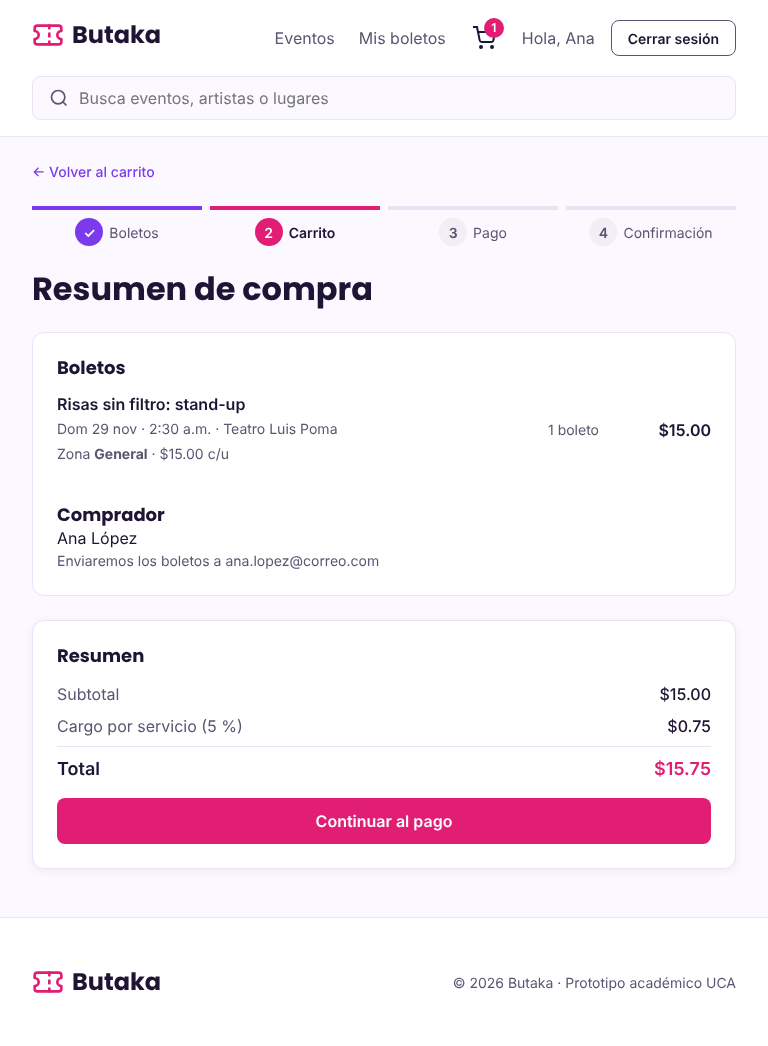 Butaka
Eventos
Mis boletos
1
Hola, Ana
Cerrar sesión
Busca eventos, artistas o lugares
← Volver al carrito
Boletos
2 Carrito
3 Pago
4 Confirmación
Resumen de compra
Boletos
Risas sin filtro: stand-up
Dom 29 nov · 2:30 a.m. · Teatro Luis Poma
Zona General · $15.00 c/u
1 boleto
$15.00
Comprador
Ana López
Enviaremos los boletos a ana.lopez@correo.com
Resumen
Subtotal $15.00
Cargo por servicio (5 %) $0.75
Total $15.75
Continuar al pago
Butaka
© 2026 Butaka · Prototipo académico UCA